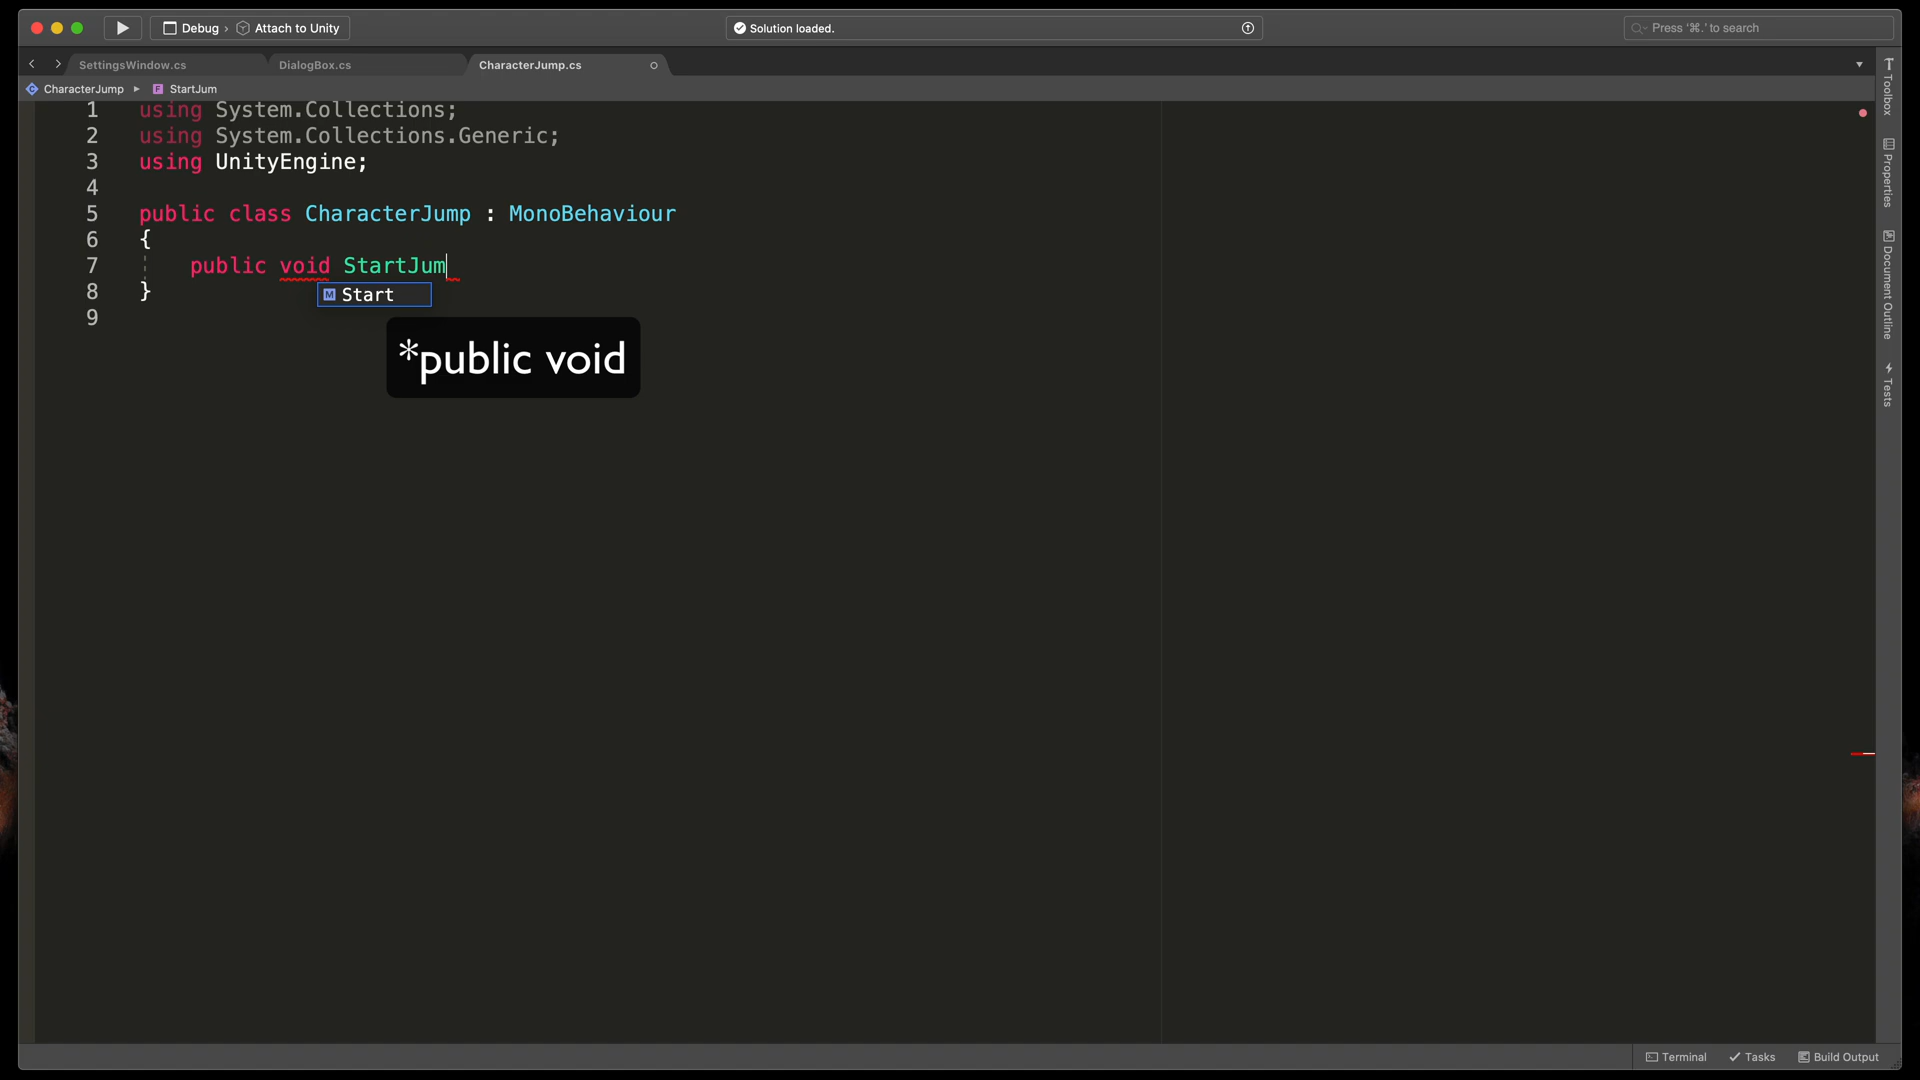 Debug › Attach to Unity
Solution loaded.
Press '⌘.' to search
SettingsWindow.cs
DialogBox.cs
CharacterJump.cs
CharacterJump ▸ StartJum
1 using System.Collections;
2 using System.Collections.Generic;
3 using UnityEngine;
4
5 public class CharacterJump : MonoBehaviour
6 {
7 public void StartJum
8 }
9
M Start
*public void
Toolbox
Properties
Document Outline
Tests
Terminal
Tasks
Build Output